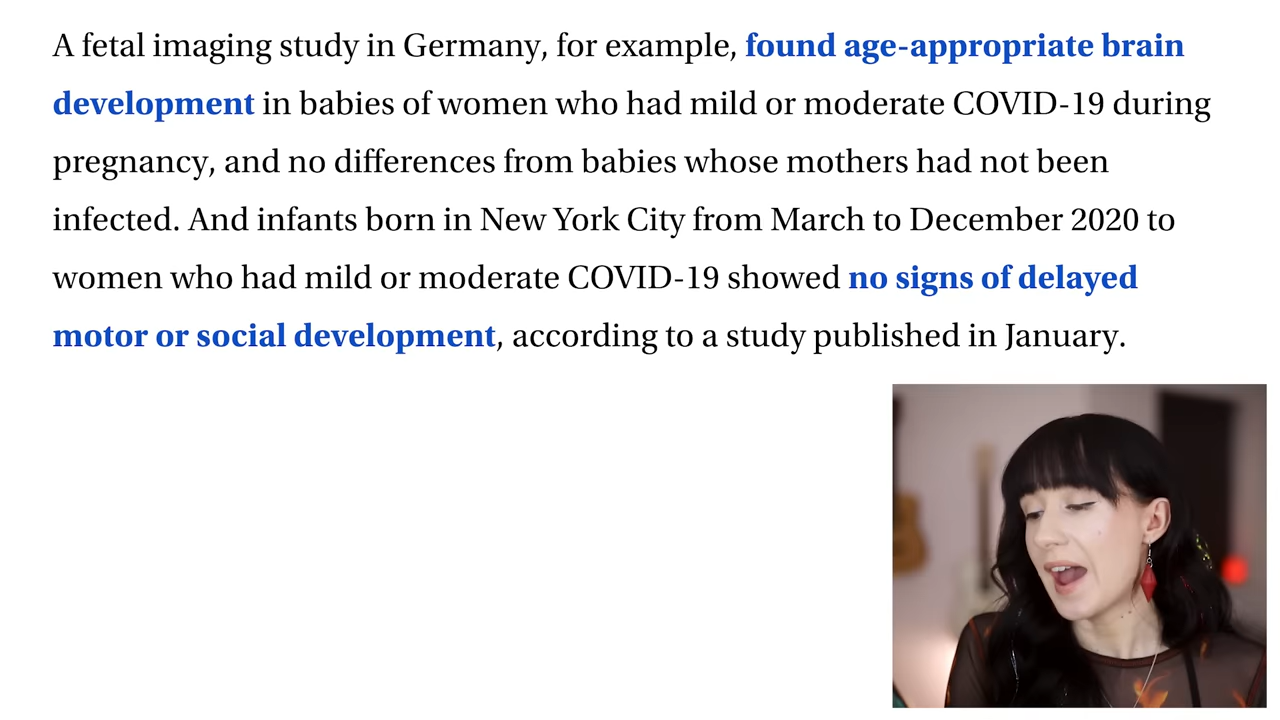 A fetal imaging study in Germany, for example, found age-appropriate brain
development in babies of women who had mild or moderate COVID-19 during
pregnancy, and no differences from babies whose mothers had not been
infected. And infants born in New York City from March to December 2020 to
women who had mild or moderate COVID-19 showed no signs of delayed
motor or social development, according to a study published in January.